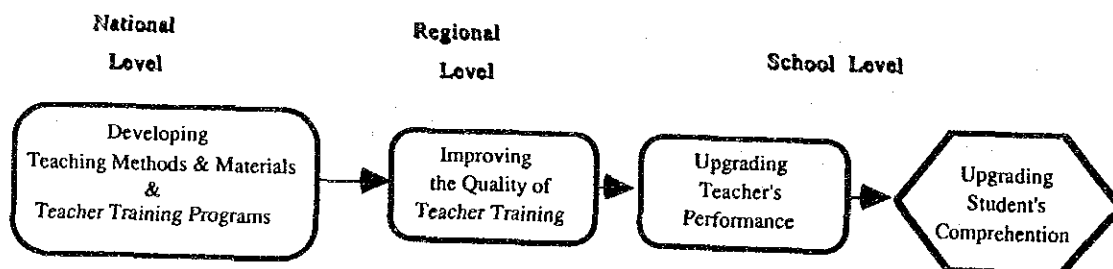 National
Level
Regional
Level
School Level
Developing
Teaching Methods & Materials
&
Teacher Training Programs
Improving
the Quality of
Teacher Training
Upgrading
Teacher's
Performance
Upgrading
Student's
Comprehention